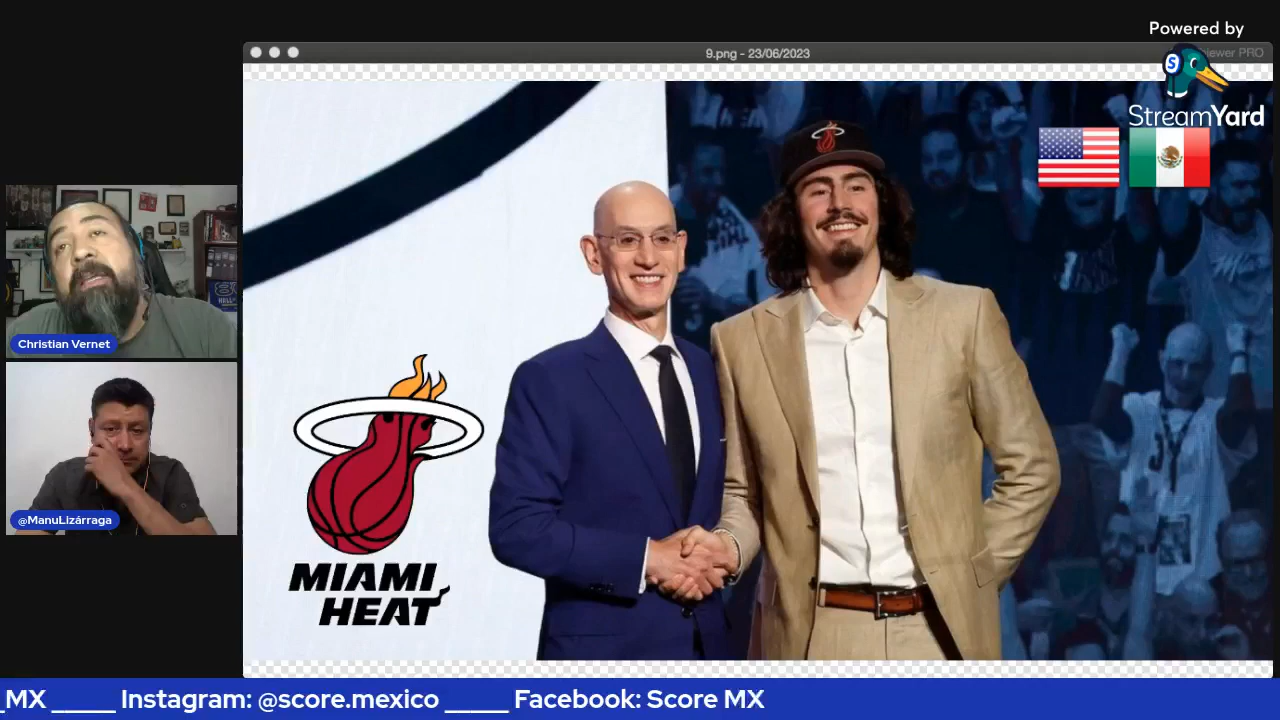 Powered by
9.png - 23/06/2023
StreamYard
Christian Vernet
@ManuLizárraga
MIAMI
HEAT
_MX _____ Instagram: @score.mexico _____ Facebook: Score MX